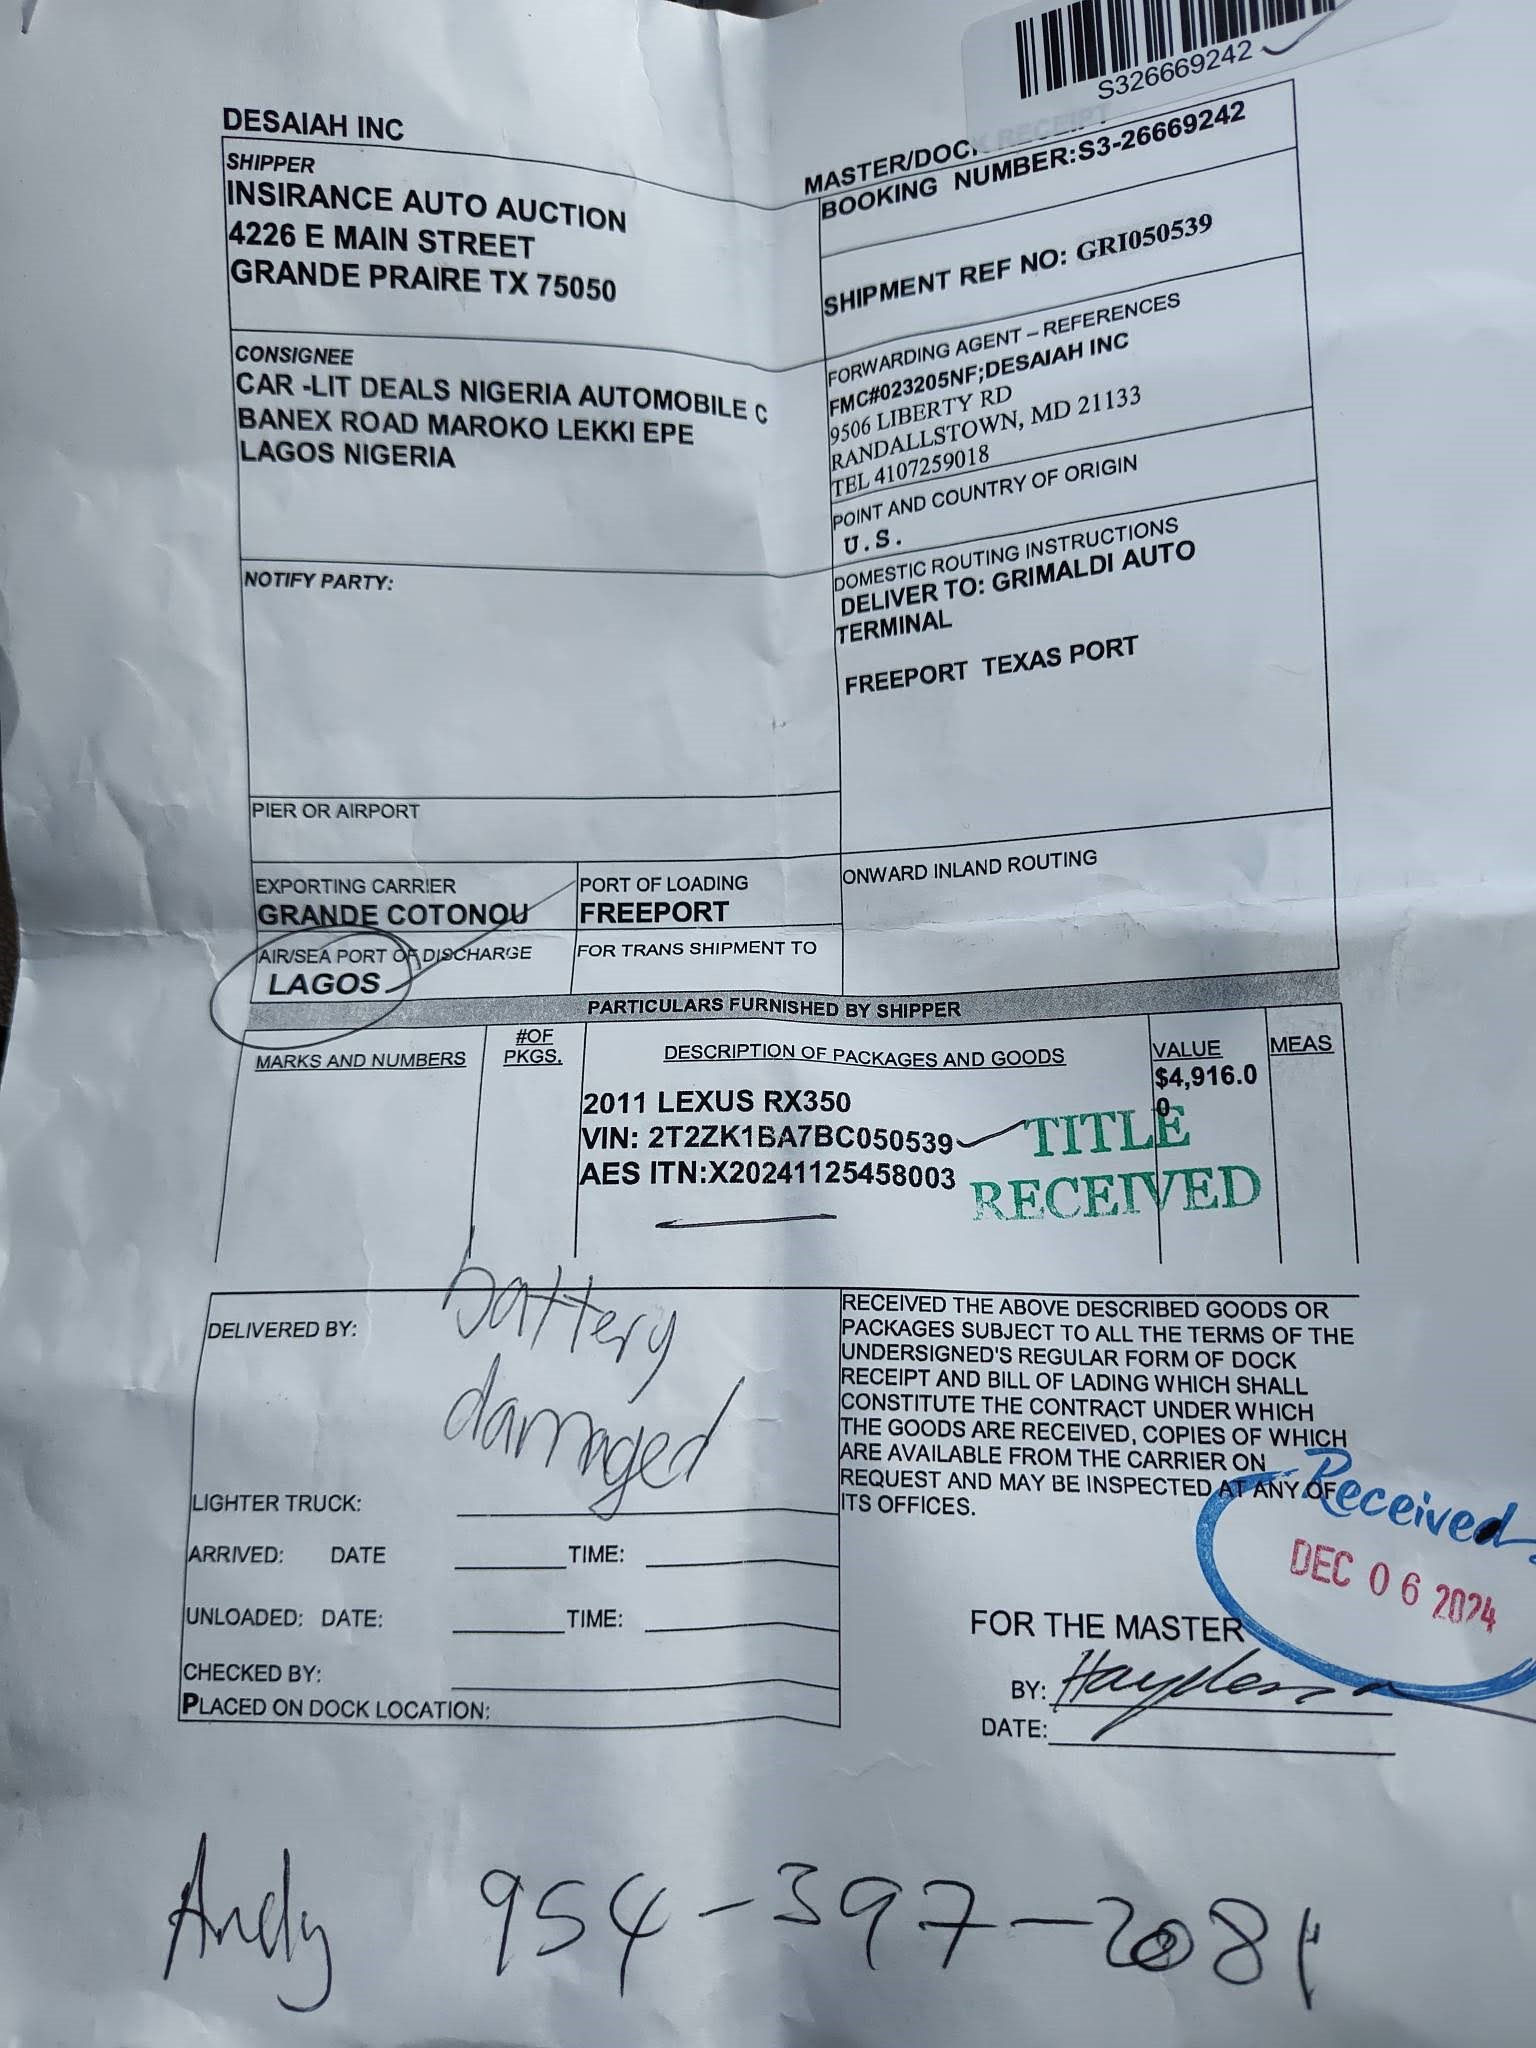 S326669242
DESAIAH INC
MASTER/DOCK RECEIPT
SHIPPER
INSIRANCE AUTO AUCTION
4226 E MAIN STREET
GRANDE PRAIRE TX 75050
BOOKING NUMBER:S3-26669242
SHIPMENT REF NO: GRI050539
CONSIGNEE
CAR -LIT DEALS NIGERIA AUTOMOBILE C
BANEX ROAD MAROKO LEKKI EPE
LAGOS NIGERIA
FORWARDING AGENT – REFERENCES
FMC#023205NF;DESAIAH INC
9506 LIBERTY RD
RANDALLSTOWN, MD 21133
TEL 4107259018
POINT AND COUNTRY OF ORIGIN
U.S.
NOTIFY PARTY:
DOMESTIC ROUTING INSTRUCTIONS
DELIVER TO: GRIMALDI AUTO
TERMINAL
FREEPORT TEXAS PORT
PIER OR AIRPORT
ONWARD INLAND ROUTING
EXPORTING CARRIER
GRANDE COTONOU
PORT OF LOADING
FREEPORT
AIR/SEA PORT OF DISCHARGE
LAGOS
FOR TRANS SHIPMENT TO
PARTICULARS FURNISHED BY SHIPPER
MARKS AND NUMBERS
#OF
PKGS.
DESCRIPTION OF PACKAGES AND GOODS
VALUE
MEAS
$4,916.0
0
2011 LEXUS RX350
VIN: 2T2ZK1BA7BC050539
AES ITN:X20241125458003
TITLE
RECEIVED
battery
damaged
DELIVERED BY:
LIGHTER TRUCK:
ARRIVED: DATE TIME:
UNLOADED: DATE: TIME:
CHECKED BY:
PLACED ON DOCK LOCATION:
RECEIVED THE ABOVE DESCRIBED GOODS OR
PACKAGES SUBJECT TO ALL THE TERMS OF THE
UNDERSIGNED'S REGULAR FORM OF DOCK
RECEIPT AND BILL OF LADING WHICH SHALL
CONSTITUTE THE CONTRACT UNDER WHICH
THE GOODS ARE RECEIVED, COPIES OF WHICH
ARE AVAILABLE FROM THE CARRIER ON
REQUEST AND MAY BE INSPECTED AT ANY OF
ITS OFFICES.
Received
DEC 06 2024
FOR THE MASTER
BY:
DATE:
Andy 954-397-2081